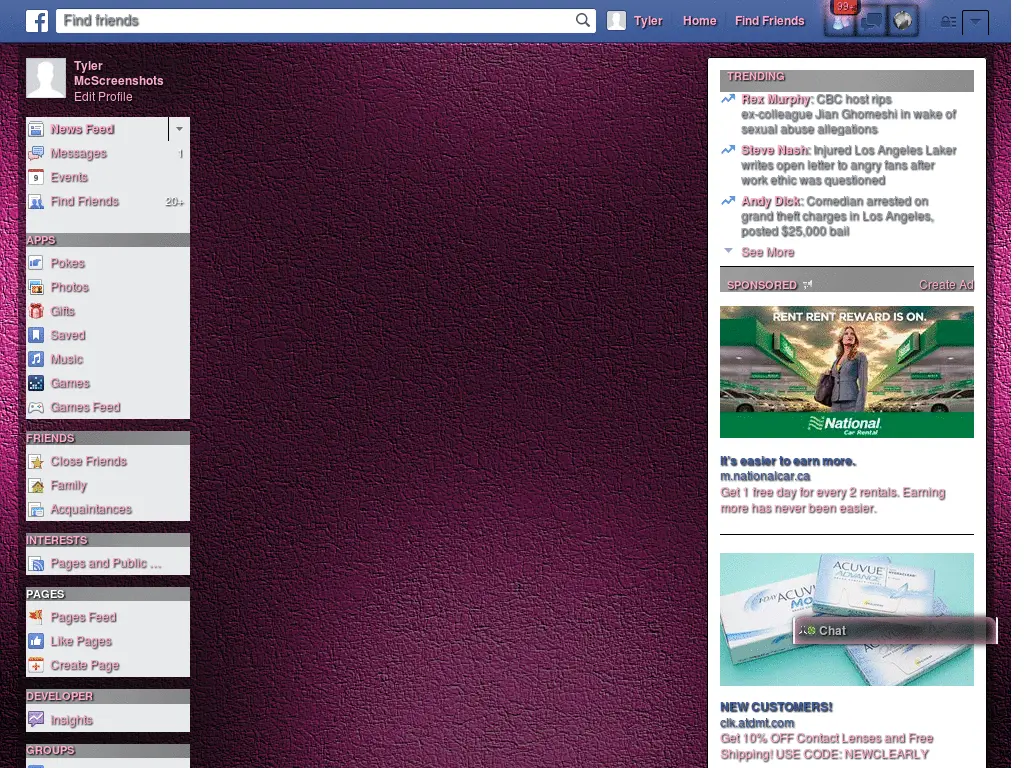 Find friends
Tyler
Home
Find Friends
99+
Tyler
McScreenshots
Edit Profile
News Feed
Messages 1
9
Events
Find Friends 20+
APPS
Pokes
Photos
Gifts
Saved
Music
Games
Games Feed
FRIENDS
Close Friends
Family
Acquaintances
INTERESTS
Pages and Public ...
PAGES
Pages Feed
Like Pages
Create Page
DEVELOPER
Insights
GROUPS
TRENDING
Rex Murphy: CBC host rips
ex-colleague Jian Ghomeshi in wake of
sexual abuse allegations
Steve Nash: Injured Los Angeles Laker
writes open letter to angry fans after
work ethic was questioned
Andy Dick: Comedian arrested on
grand theft charges in Los Angeles,
posted $25,000 bail
See More
SPONSORED Create Ad
RENT RENT REWARD IS ON.
National
Car Rental
It's easier to earn more.
m.nationalcar.ca
Get 1 free day for every 2 rentals. Earning
more has never been easier.
ACUVUE
ADVANCE
1-DAY ACUVUE
MO
Chat
NEW CUSTOMERS!
clk.atdmt.com
Get 10% OFF Contact Lenses and Free
Shipping! USE CODE: NEWCLEARLY